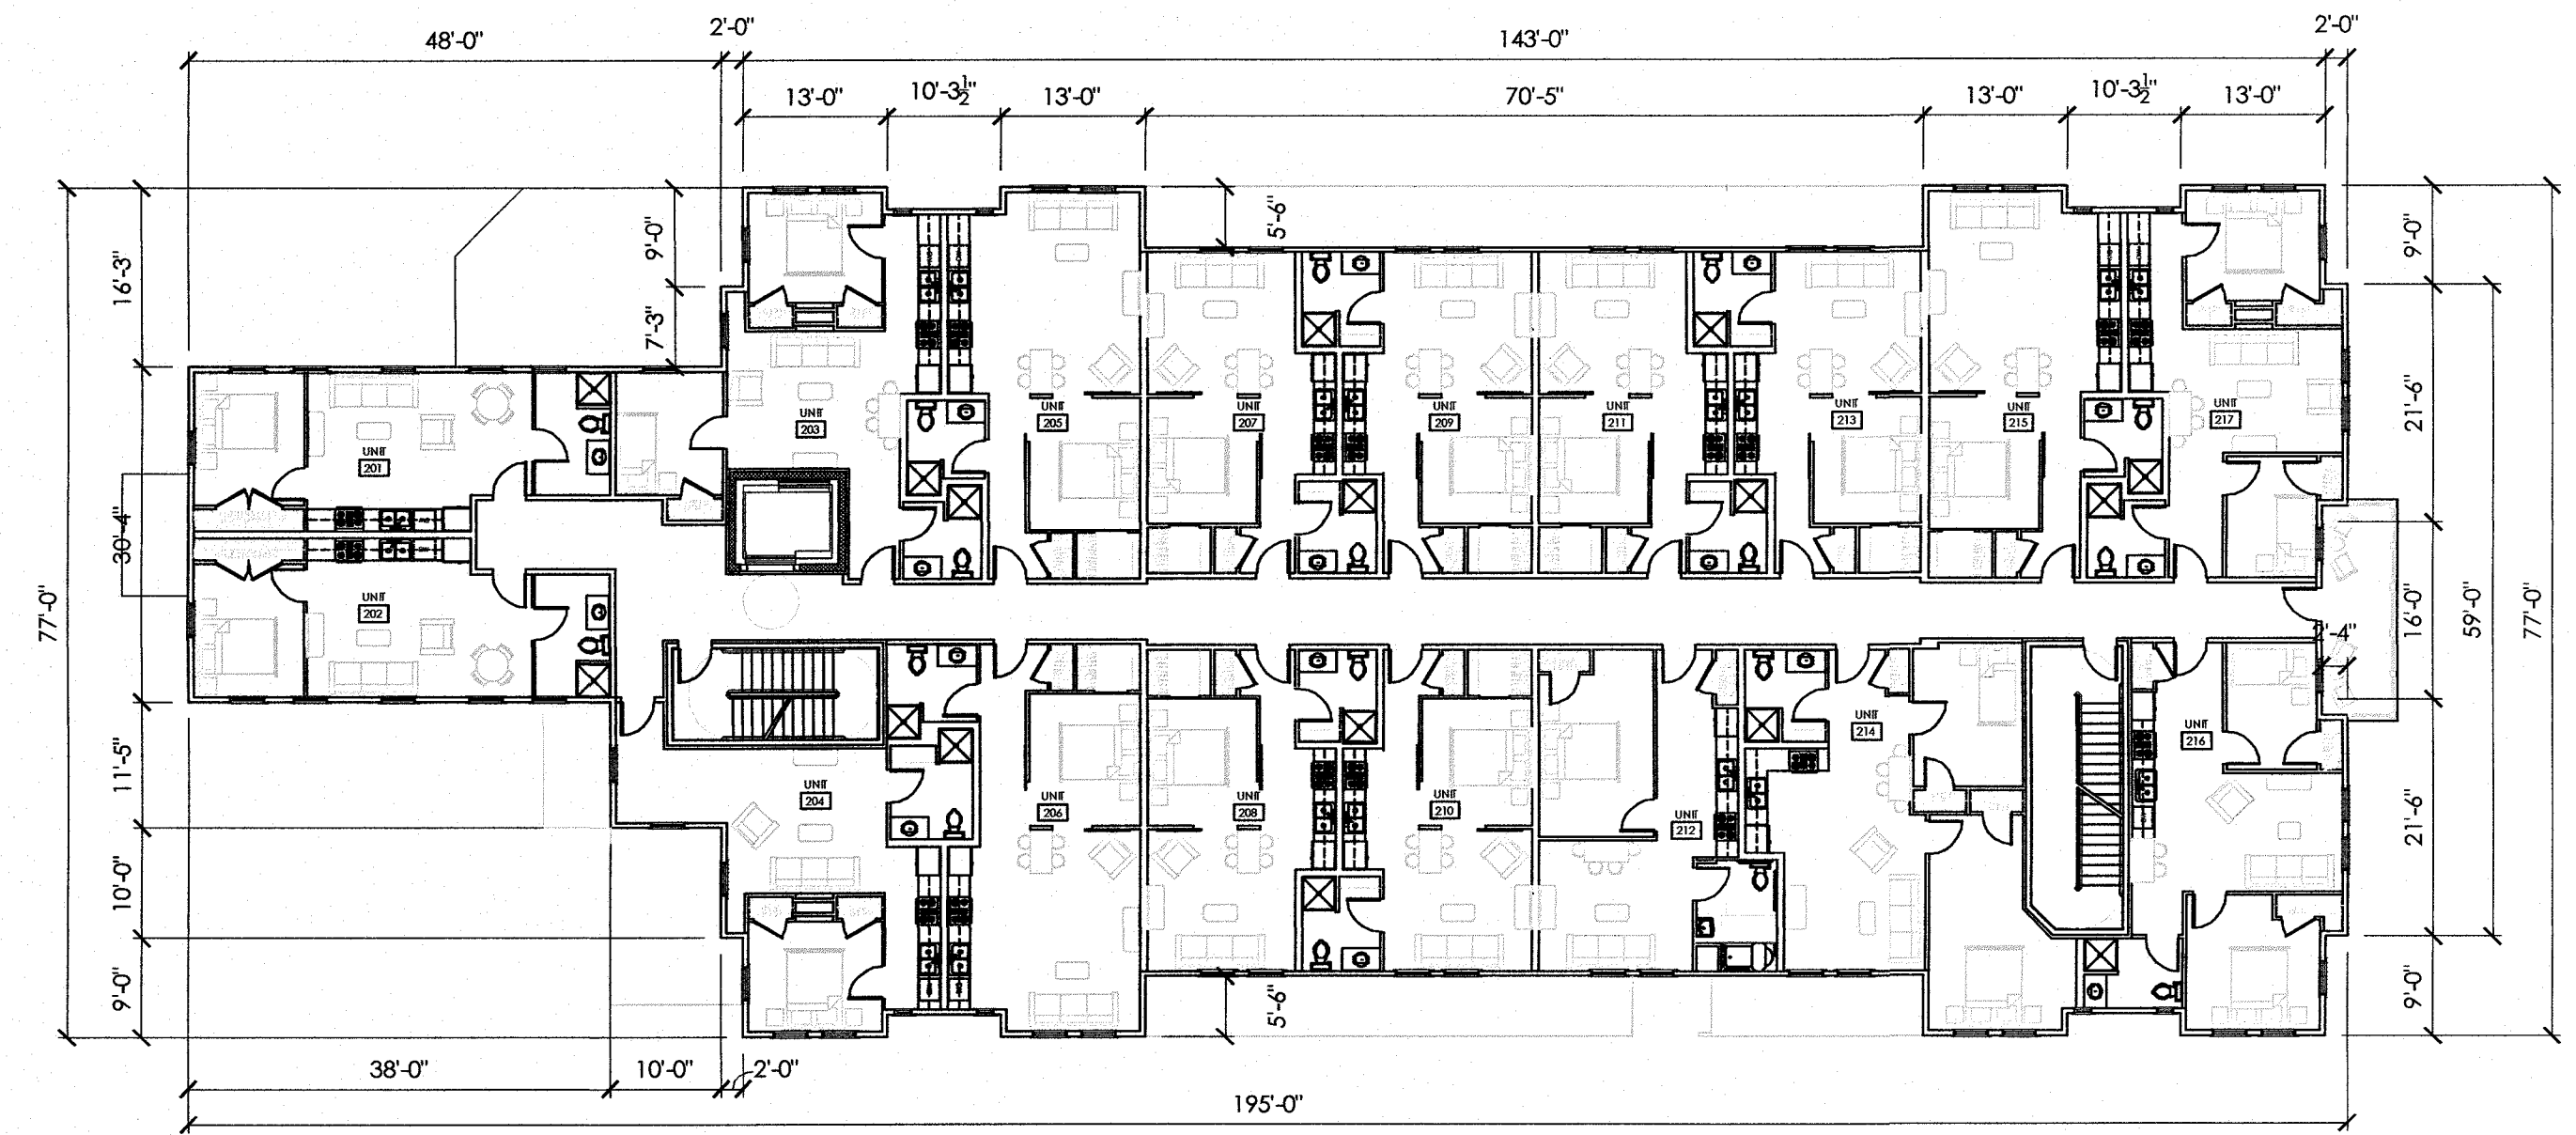 48'-0"
2'-0"
143'-0"
2'-0"
13'-0"
10'-3½"
13'-0"
70'-5"
13'-0"
10'-3½"
13'-0"
5'-6"
9'-0"
9'-0"
16'-3"
7'-3"
21'-6"
UNIT
203
UNIT
205
UNIT
207
UNIT
209
UNIT
211
UNIT
213
UNIT
215
UNIT
217
UNIT
201
30'-4"
77'-0"
UNIT
202
16'-0"
59'-0"
77'-0"
2'-4"
UNIT
214
UNIT
216
11'-5"
UNIT
204
UNIT
206
UNIT
208
UNIT
210
UNIT
212
21'-6"
10'-0"
9'-0"
5'-6"
9'-0"
38'-0"
10'-0"
2'-0"
195'-0"